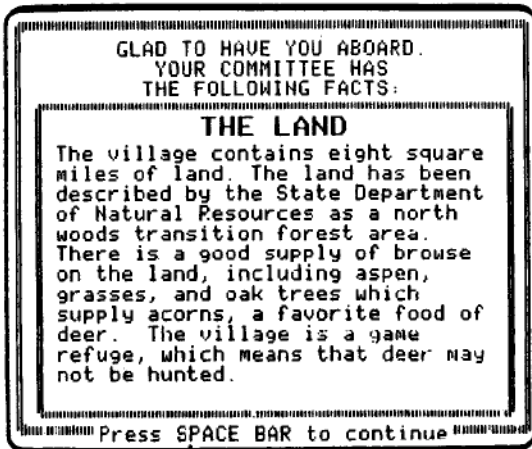 GLAD TO HAVE YOU ABOARD.
YOUR COMMITTEE HAS
THE FOLLOWING FACTS:
THE LAND
The village contains eight square
miles of land. The land has been
described by the State Department
of Natural Resources as a north
woods transition forest area.
There is a good supply of browse
on the land, including aspen,
grasses, and oak trees which
supply acorns, a favorite food of
deer.  The village is a game
refuge, which means that deer may
not be hunted.
Press SPACE BAR to continue